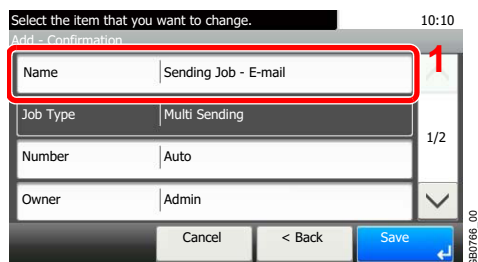 Select the item that you want to change. 10:10
Add - Confirmation
Name Sending Job - E-mail
1
Job Type Multi Sending
1/2
Number Auto
Owner Admin
Cancel < Back Save
GB0766_00